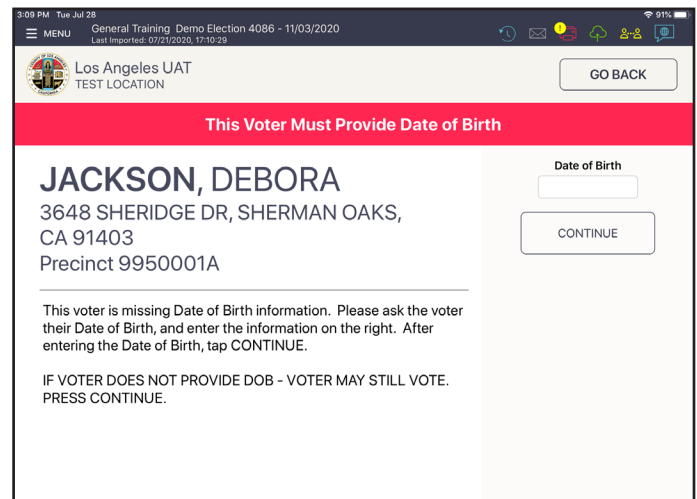 3:09 PM Tue Jul 28
91%
MENU
General Training Demo Election 4086 - 11/03/2020
Last Imported: 07/21/2020, 17:10:29
Los Angeles UAT
TEST LOCATION
GO BACK
This Voter Must Provide Date of Birth
JACKSON, DEBORA
3648 SHERIDGE DR, SHERMAN OAKS,
CA 91403
Precinct 9950001A
Date of Birth
CONTINUE
This voter is missing Date of Birth information. Please ask the voter
their Date of Birth, and enter the information on the right. After
entering the Date of Birth, tap CONTINUE.
IF VOTER DOES NOT PROVIDE DOB - VOTER MAY STILL VOTE.
PRESS CONTINUE.